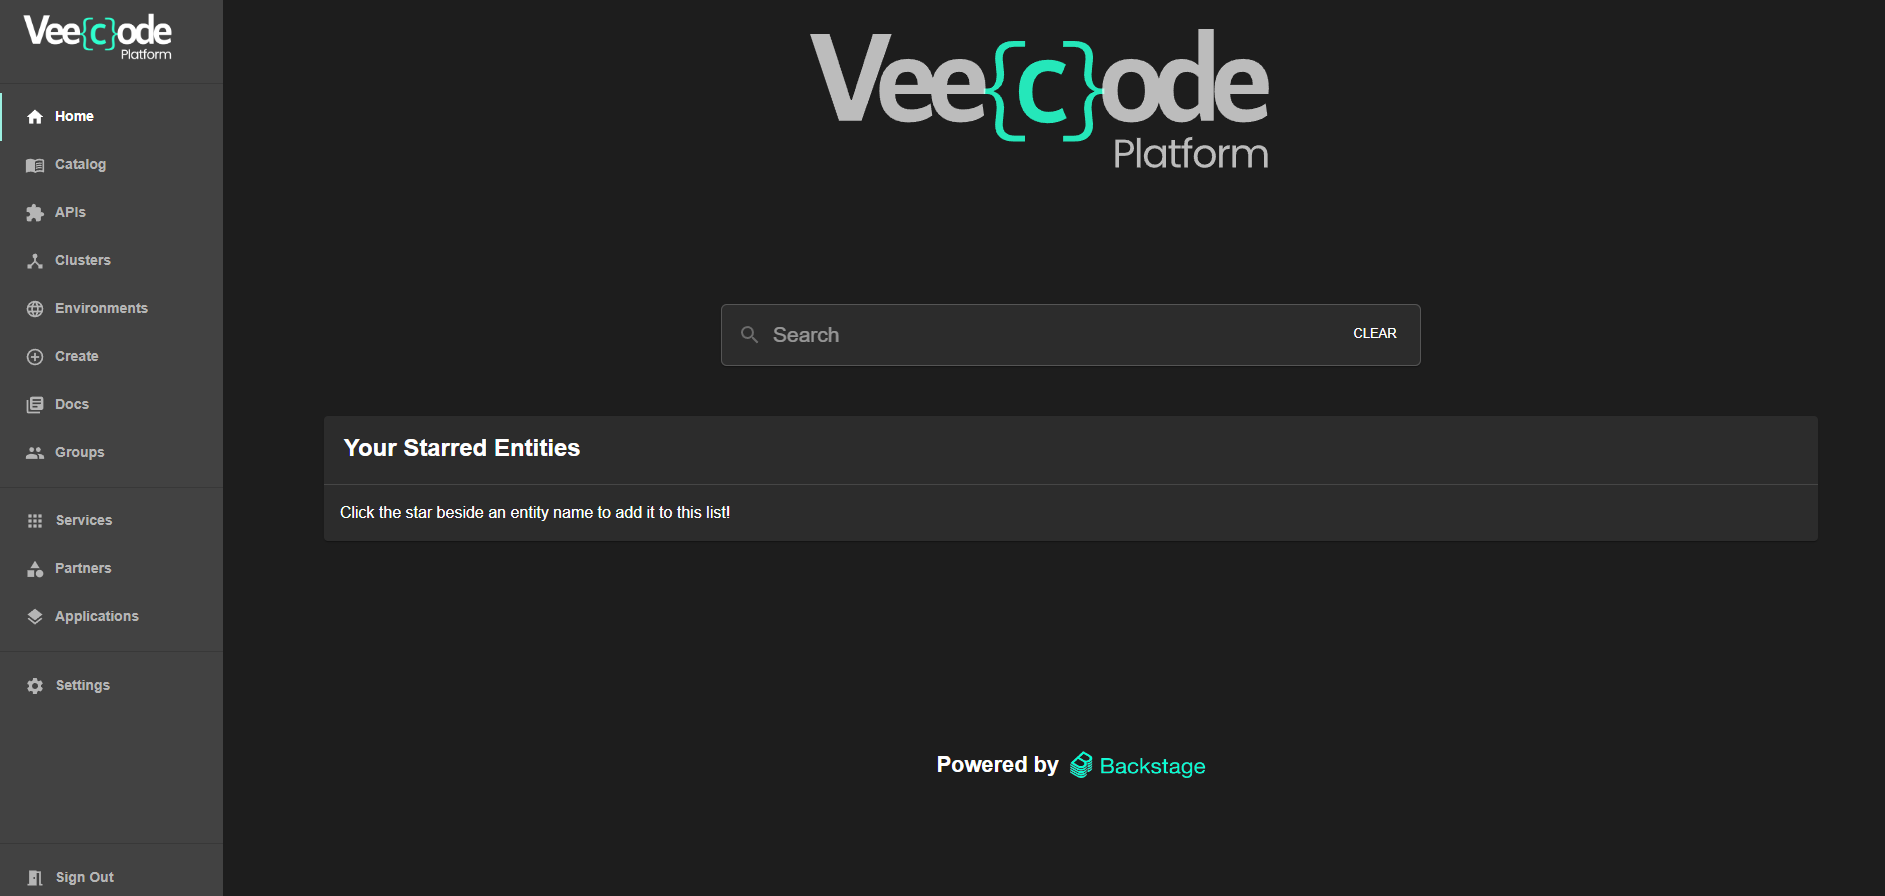 Vee{c}ode
Platform
Home
Catalog
APIs
Clusters
Environments
Create
Docs
Groups
Services
Partners
Applications
Settings
Sign Out
Vee{c}ode
Platform
Search
CLEAR
Your Starred Entities
Click the star beside an entity name to add it to this list!
Powered by Backstage